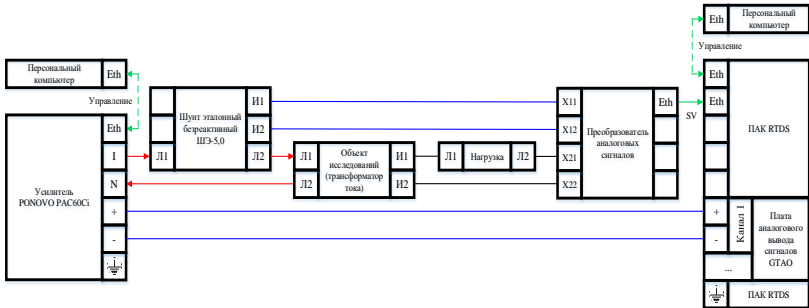 Eth
Персональный
компьютер
Управление
Персональный
компьютер
Eth
Управление
Eth
Eth
SV
ПАК RTDS
Шунт эталонный
безреактивный
ШЭ-5,0
И1
И2
Л1
Л2
X11
X12
X21
X22
Преобразователь
аналоговых
сигналов
Eth
Усилитель
PONOVO PAC60Ci
Eth
I
N
+
-
Л1
Л2
Объект
исследований
(трансформатор
тока)
И1
И2
Л1
Нагрузка
Л2
+
-
...
Канал 1
Плата
аналогового
вывода
сигналов
GTAO
ПАК RTDS